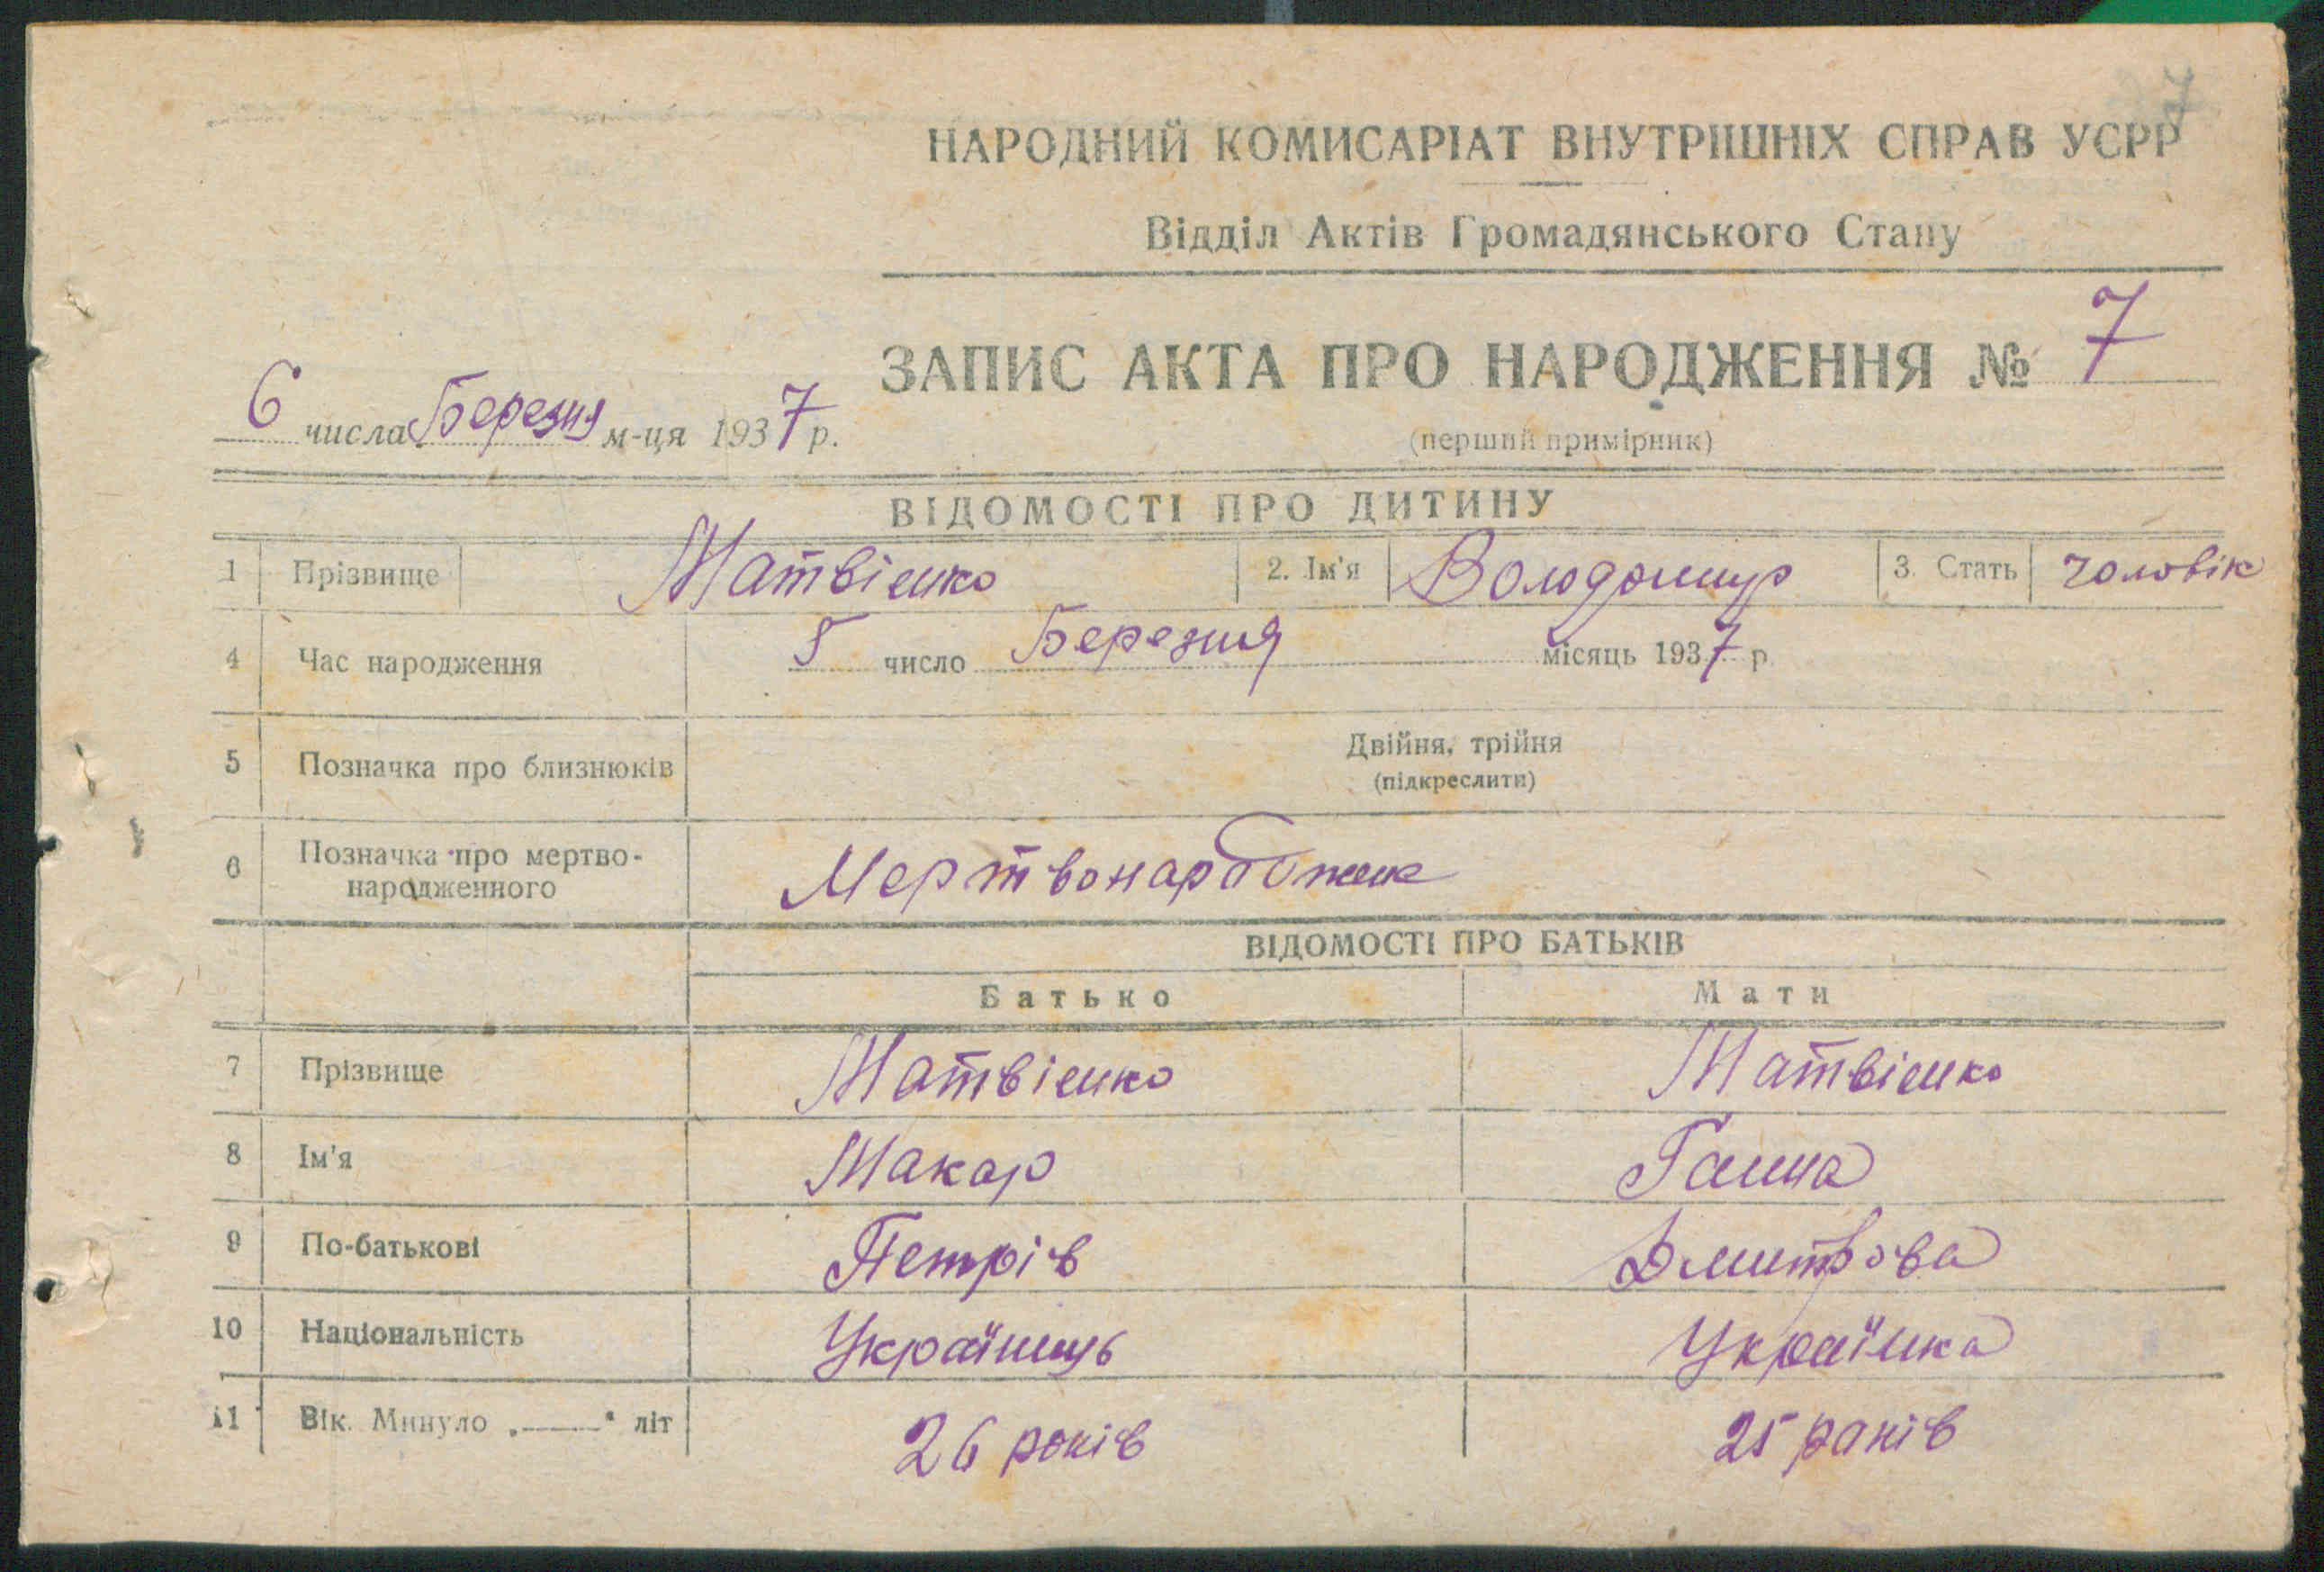 НАРОДНИЙ КОМИСАРІАТ ВНУТРІШНІХ СПРАВ УСРР
Відділ Актів Громадянського Стану
ЗАПИС АКТА ПРО НАРОДЖЕННЯ № 7
6 числа Березня м-ця 1937 р.
(перший примірник)
ВІДОМОСТІ ПРО ДИТИНУ
1 Прізвище Матвієнко 2. Ім'я Володомир 3. Стать чоловік
4 Час народження 5 число Березня місяць 1937 р
5 Позначка про близнюків Двійня, трійня
(підкреслити)
6 Позначка про мертво-
народженного
ВІДОМОСТІ ПРО БАТЬКІВ
Батько Мати
7 Прізвище Матвієнко Матвієнко
8 Ім'я Макар Ганна
9 По-батькові Петрів Дмитрова
10 Національність Українець Українка
11 Вік. Минуло „——" літ 26 років 25 років